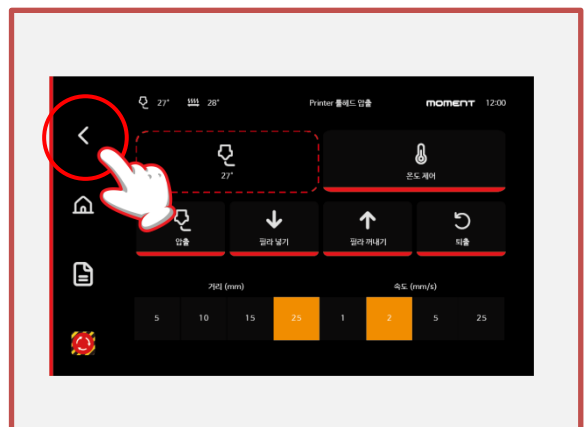 27° 28° Printer 툴헤드 압출 moment 12:00
27° 온도 제어
압출 필라 넣기 필라 꺼내기 퇴출
거리 (mm) 속도 (mm/s)
5 10 15 25 1 2 5 25